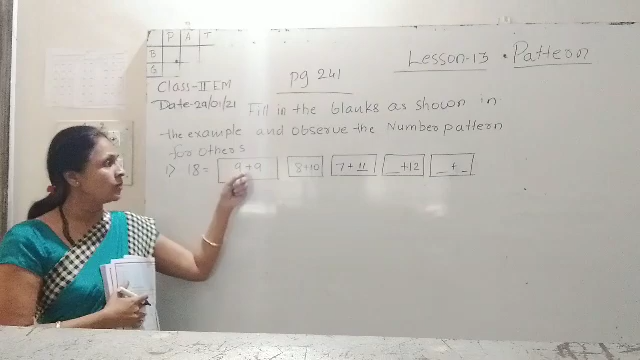 P A T
B
G
Lesson-13 • Pattern
Pg 241
Class-II EM
Date-29/01/21 Fill in the blanks as shown in
the example and observe the Number pattern
for others
1) 18 = 9+9 8+10 7+11 _+12 _+_